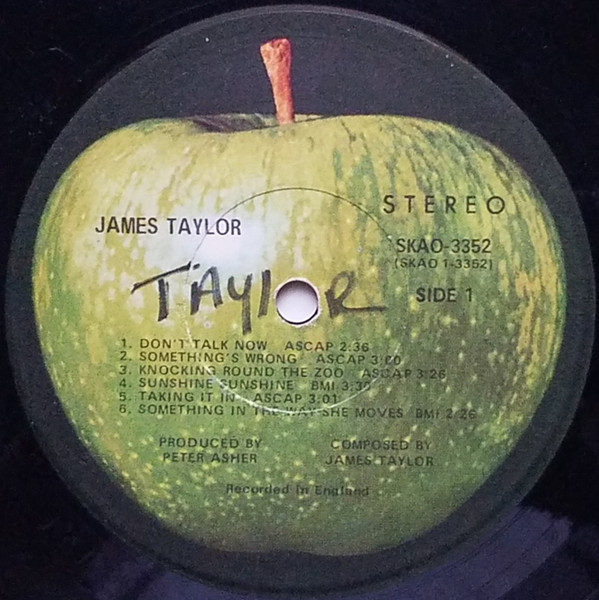 STEREO
JAMES TAYLOR
SKAO-3352
(SKAO 1-3352)
TAYLOR
SIDE 1
1. DON'T TALK NOW ASCAP 2:36
2. SOMETHING'S WRONG ASCAP 3:00
3. KNOCKING ROUND THE ZOO ASCAP 3:26
4. SUNSHINE SUNSHINE BMI 3:30
5. TAKING IT IN ASCAP 3:01
6. SOMETHING IN THE WAY SHE MOVES BMI 2:26
PRODUCED BY
PETER ASHER
COMPOSED BY
JAMES TAYLOR
Recorded in England